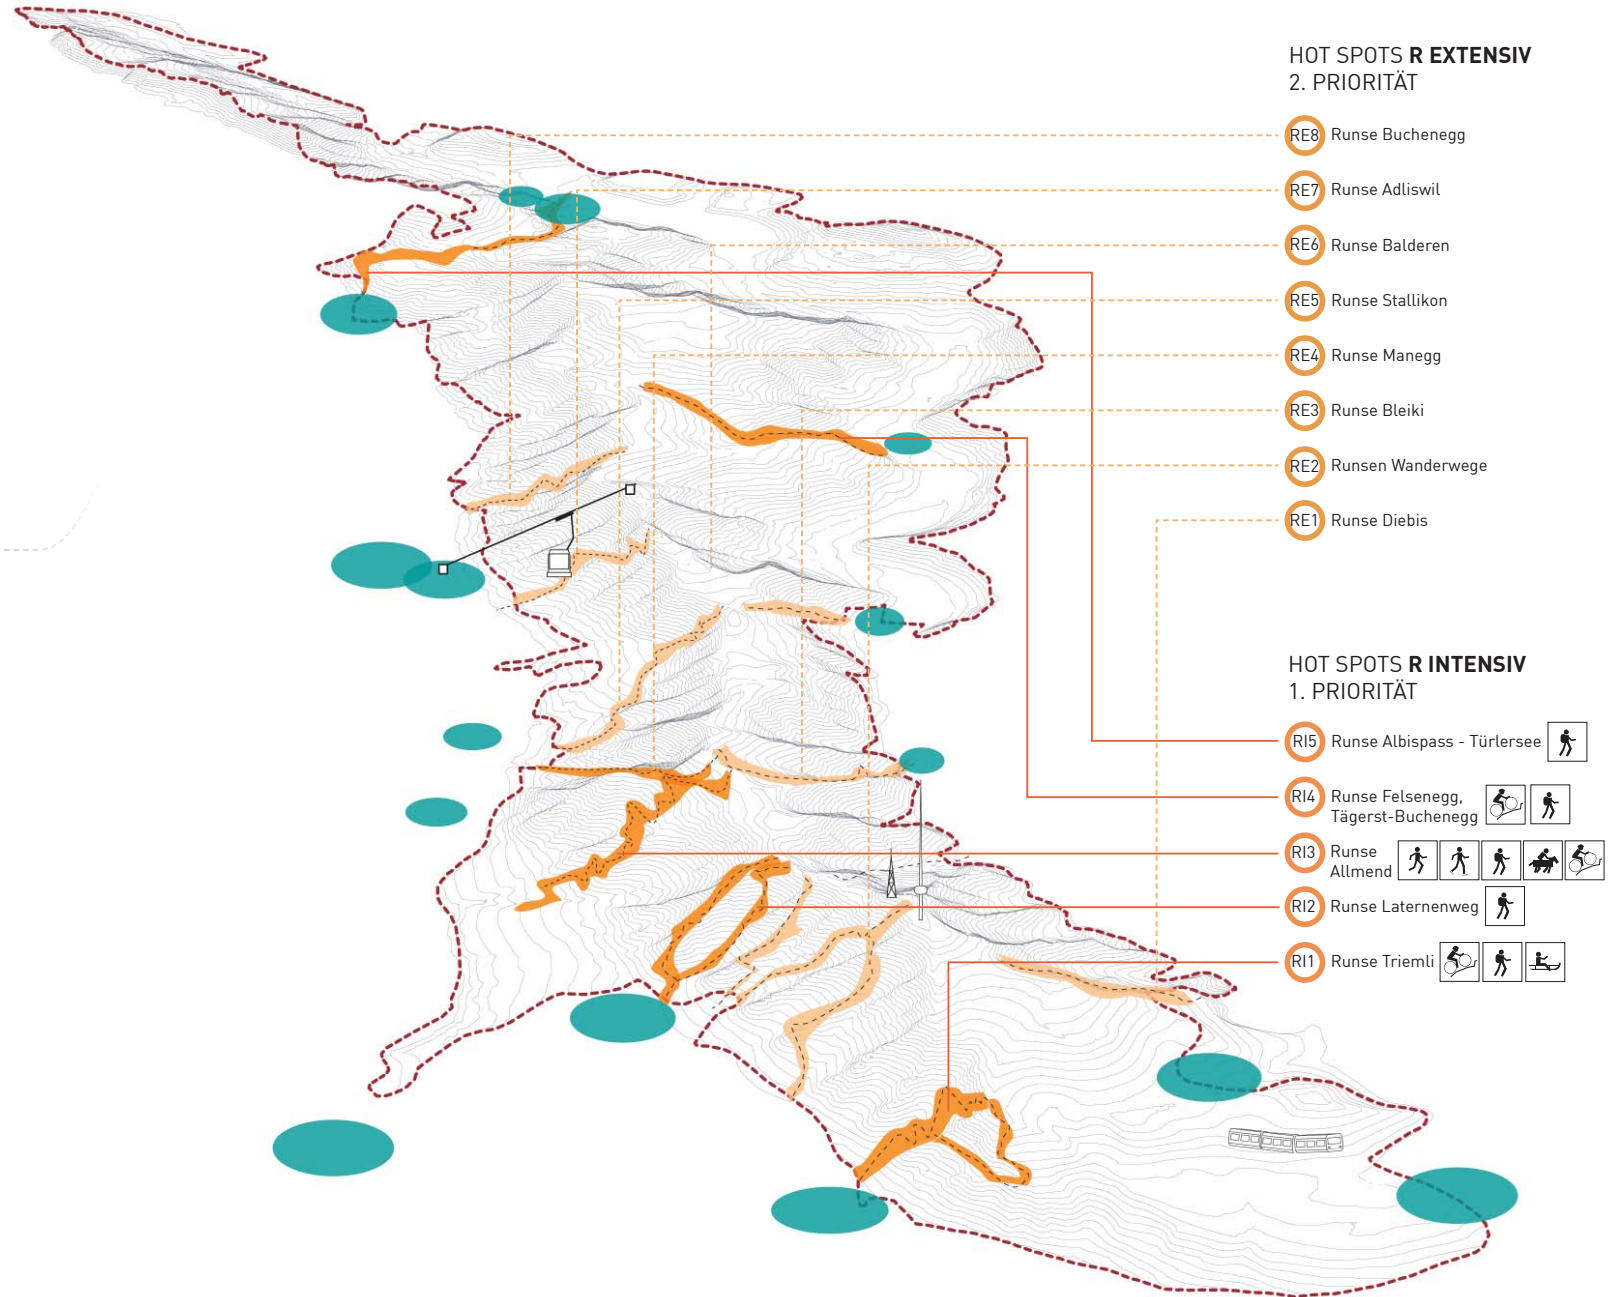 HOT SPOTS R EXTENSIV
2. PRIORITÄT
RE8 Runse Buchenegg
RE7 Runse Adliswil
RE6 Runse Balderen
RE5 Runse Stallikon
RE4 Runse Manegg
RE3 Runse Bleiki
RE2 Runsen Wanderwege
RE1 Runse Diebis
HOT SPOTS R INTENSIV
1. PRIORITÄT
RI5 Runse Albispass - Türlersee
RI4 Runse Felsenegg,
Tägerst-Buchenegg
RI3 Runse
Allmend
RI2 Runse Laternenweg
RI1 Runse Triemli